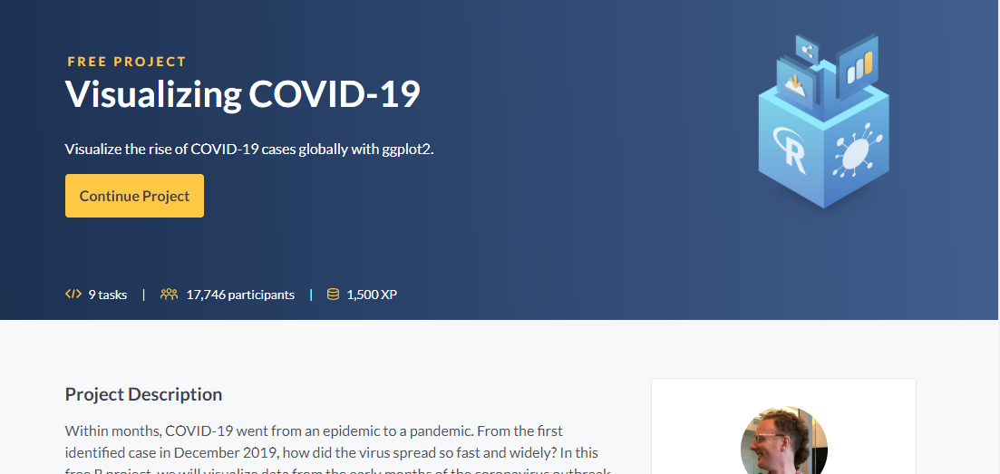 FREE PROJECT
Visualizing COVID-19
Visualize the rise of COVID-19 cases globally with ggplot2.
Continue Project
9 tasks | 17,746 participants | 1,500 XP
R
Project Description
Within months, COVID-19 went from an epidemic to a pandemic. From the first
identified case in December 2019, how did the virus spread so fast and widely? In this
free R project, we will visualize data from the early months of the coronavirus outbreak